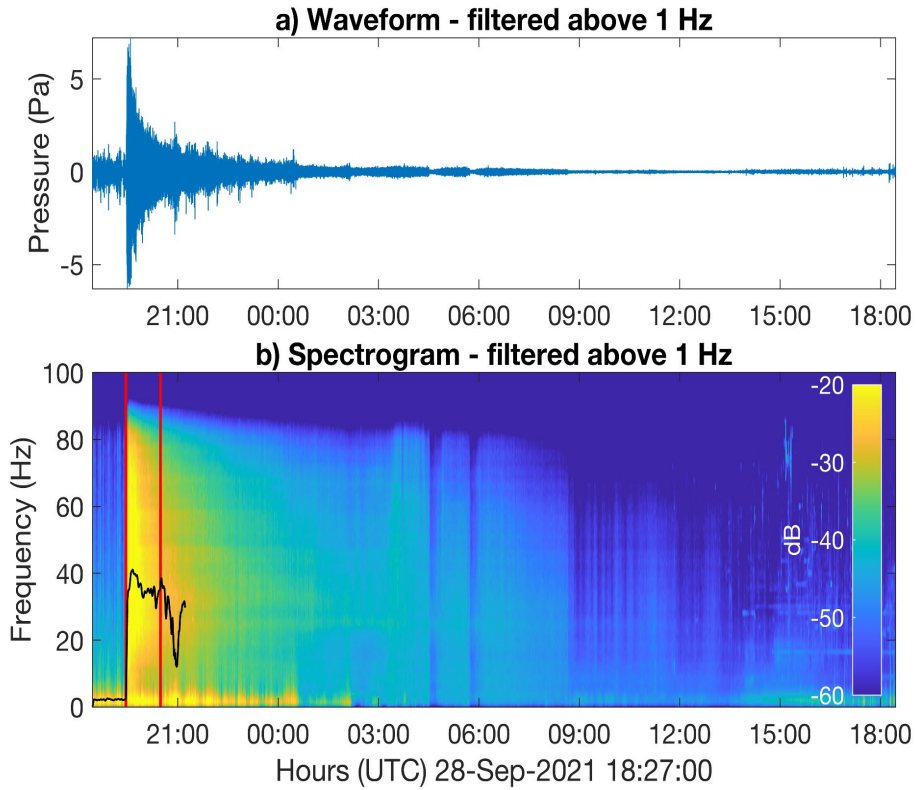 a) Waveform - filtered above 1 Hz
Pressure (Pa)
5
0
-5
21:00 00:00 03:00 06:00 09:00 12:00 15:00 18:00
b) Spectrogram - filtered above 1 Hz
Frequency (Hz)
100
80
60
40
20
0
dB
-20
-30
-40
-50
-60
21:00 00:00 03:00 06:00 09:00 12:00 15:00 18:00
Hours (UTC) 28-Sep-2021 18:27:00